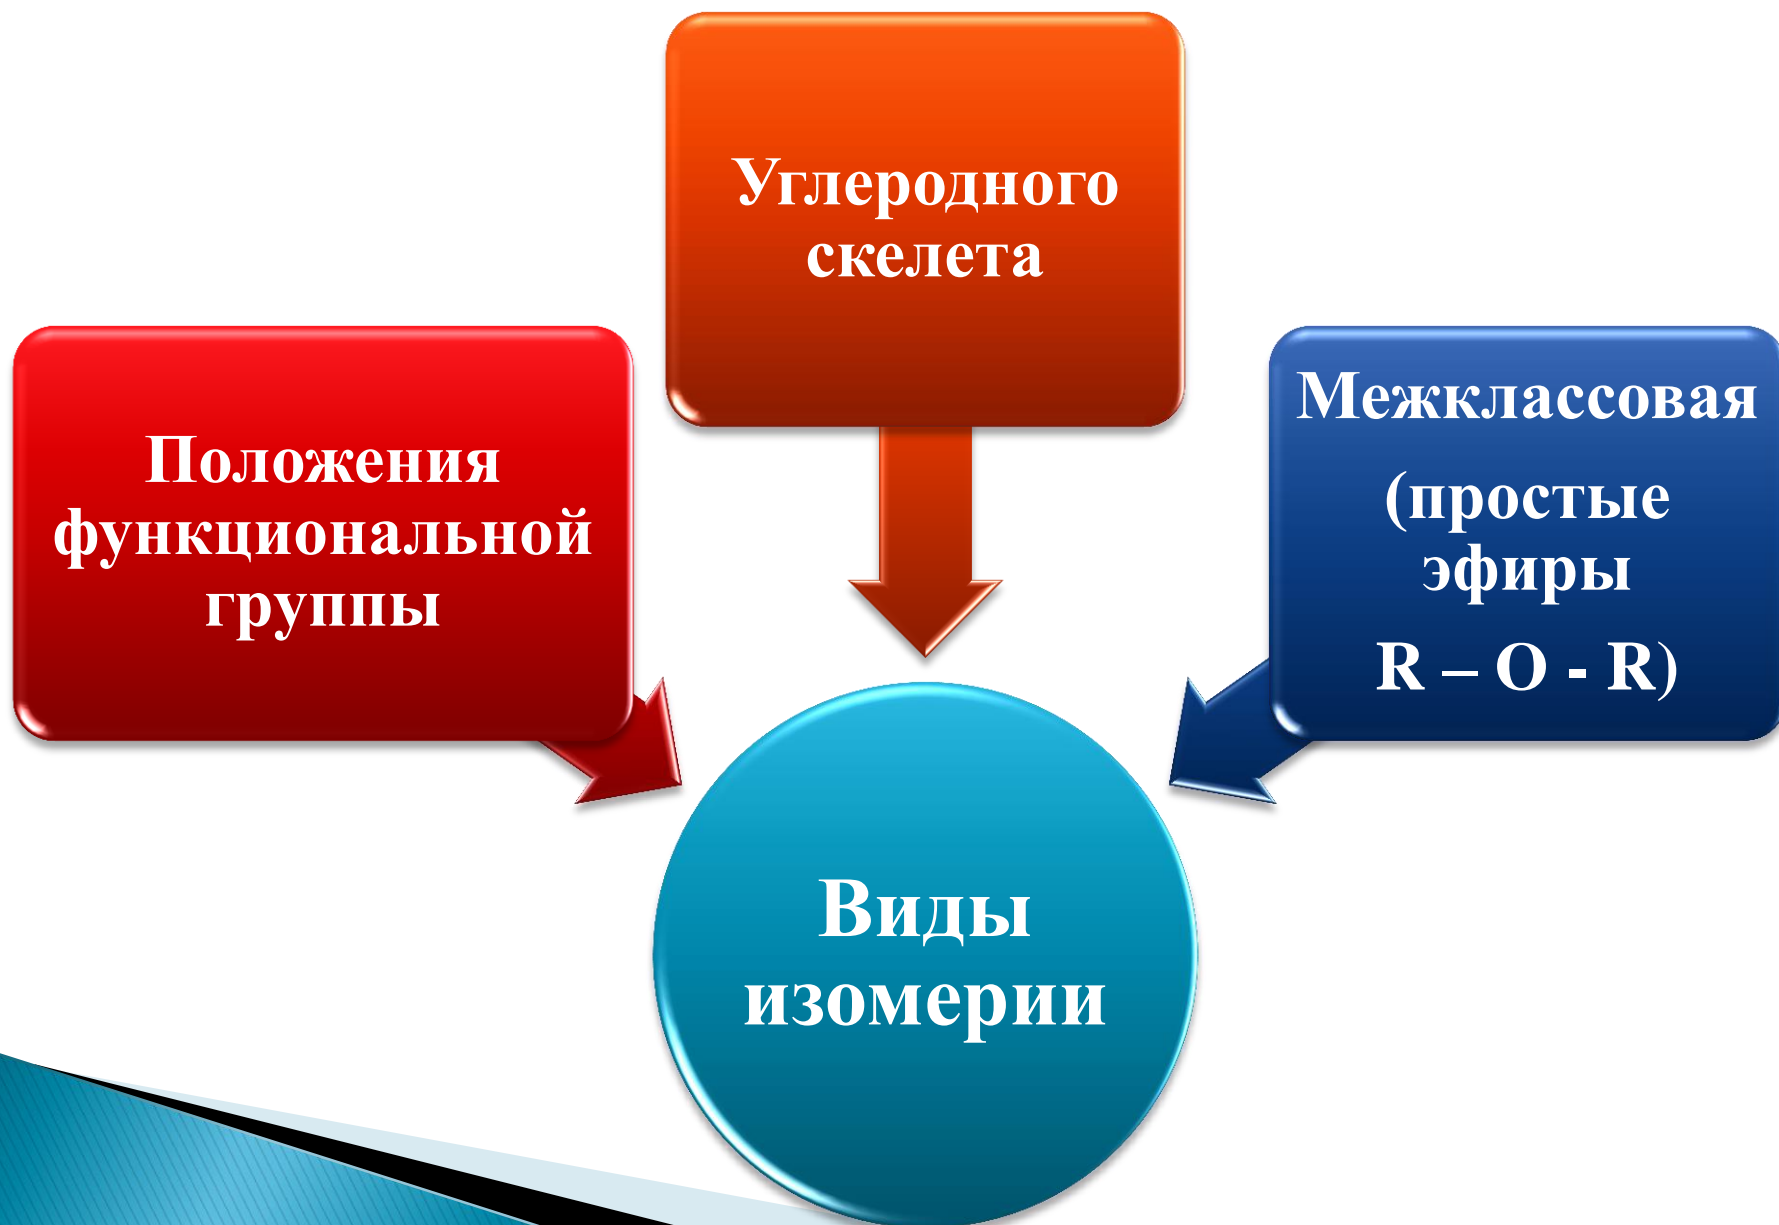 Углеродного
скелета
Положения
функциональной
группы
Межклассовая
(простые
эфиры
R – O - R)
Виды
изомерии